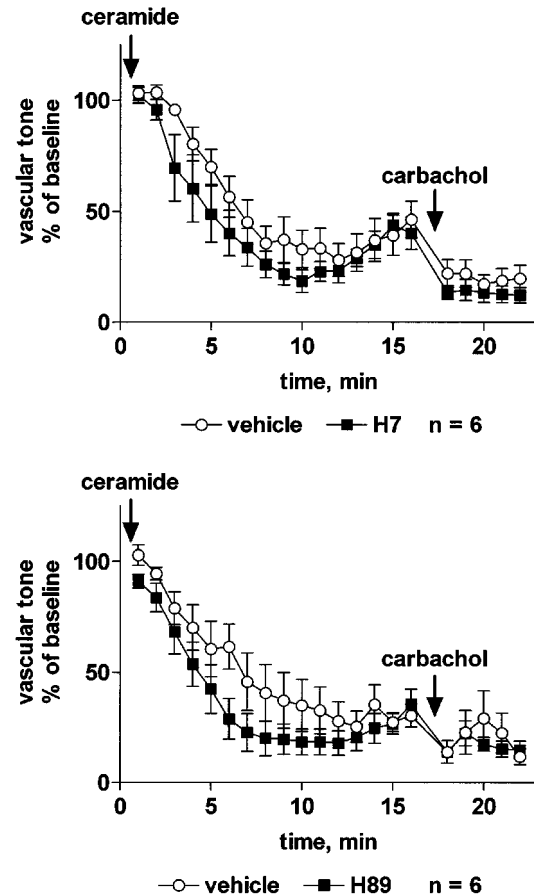 ceramide
100
50
0
vascular tone
% of baseline
carbachol
0 5 10 15 20
time, min
vehicle H7 n = 6
ceramide
100
50
0
vascular tone
% of baseline
carbachol
0 5 10 15 20
time, min
vehicle H89 n = 6